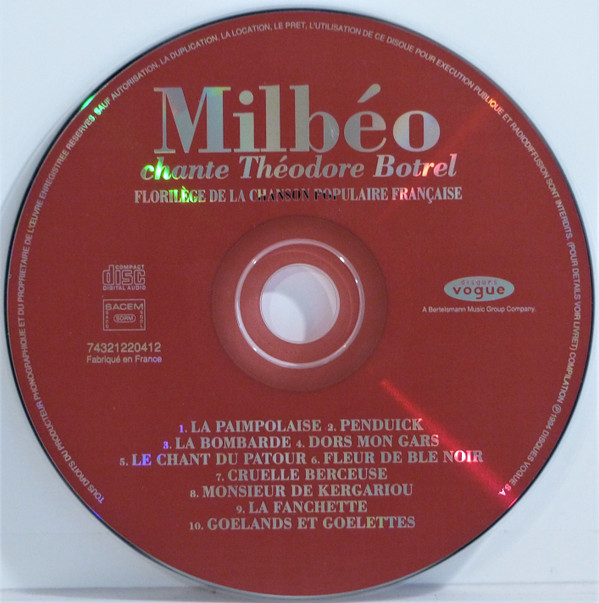 TOUS DROITS DU PRODUCTEUR PHONOGRAPHIQUE ET DU PROPRIETAIRE DE L'ŒUVRE ENREGISTREE RESERVES. SAUF AUTORISATION, LA DUPLICATION, LA LOCATION, LE PRET, L'UTILISATION DE CE DISQUE POUR EXECUTION PUBLIQUE ET RADIODIFFUSION SONT INTERDITS. (POUR DETAILS VOIR LIVRET). COMPILATION ℗ 1994 DISQUES VOGUE S.A
Milbéo
chante Théodore Botrel
FLORILÈGE DE LA CHANSON POPULAIRE FRANÇAISE
COMPACT
disc
DIGITAL AUDIO
SACEM
SDRM
74321220412
Fabriqué en France
disques
vogue
A Bertelsmann Music Group Company.
1. LA PAIMPOLAISE 2. PENDUICK
3. LA BOMBARDE 4. DORS MON GARS
5. LE CHANT DU PATOUR 6. FLEUR DE BLE NOIR
7. CRUELLE BERCEUSE
8. MONSIEUR DE KERGARIOU
9. LA FANCHETTE
10. GOELANDS ET GOELETTES